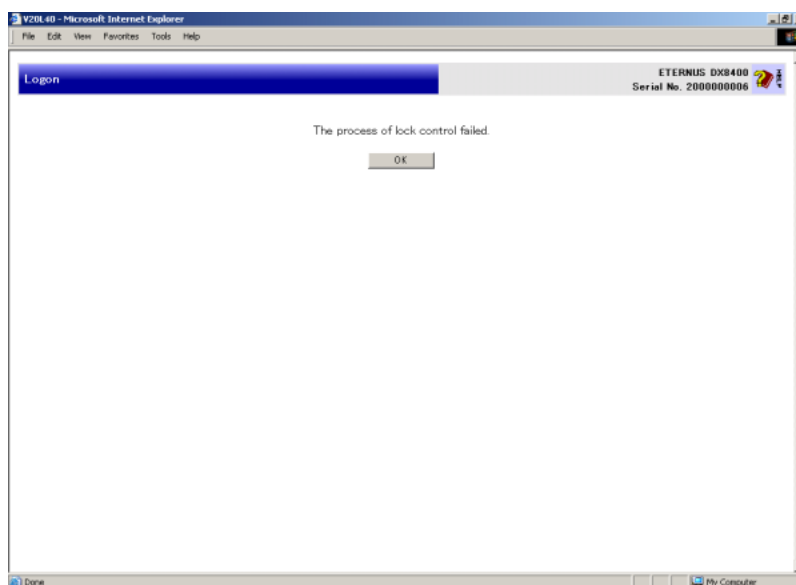 V20L40 - Microsoft Internet Explorer
File Edit View Favorites Tools Help
Logon
ETERNUS DX8400
Serial No. 2000000006
HELP
The process of lock control failed.
OK
Done
My Computer